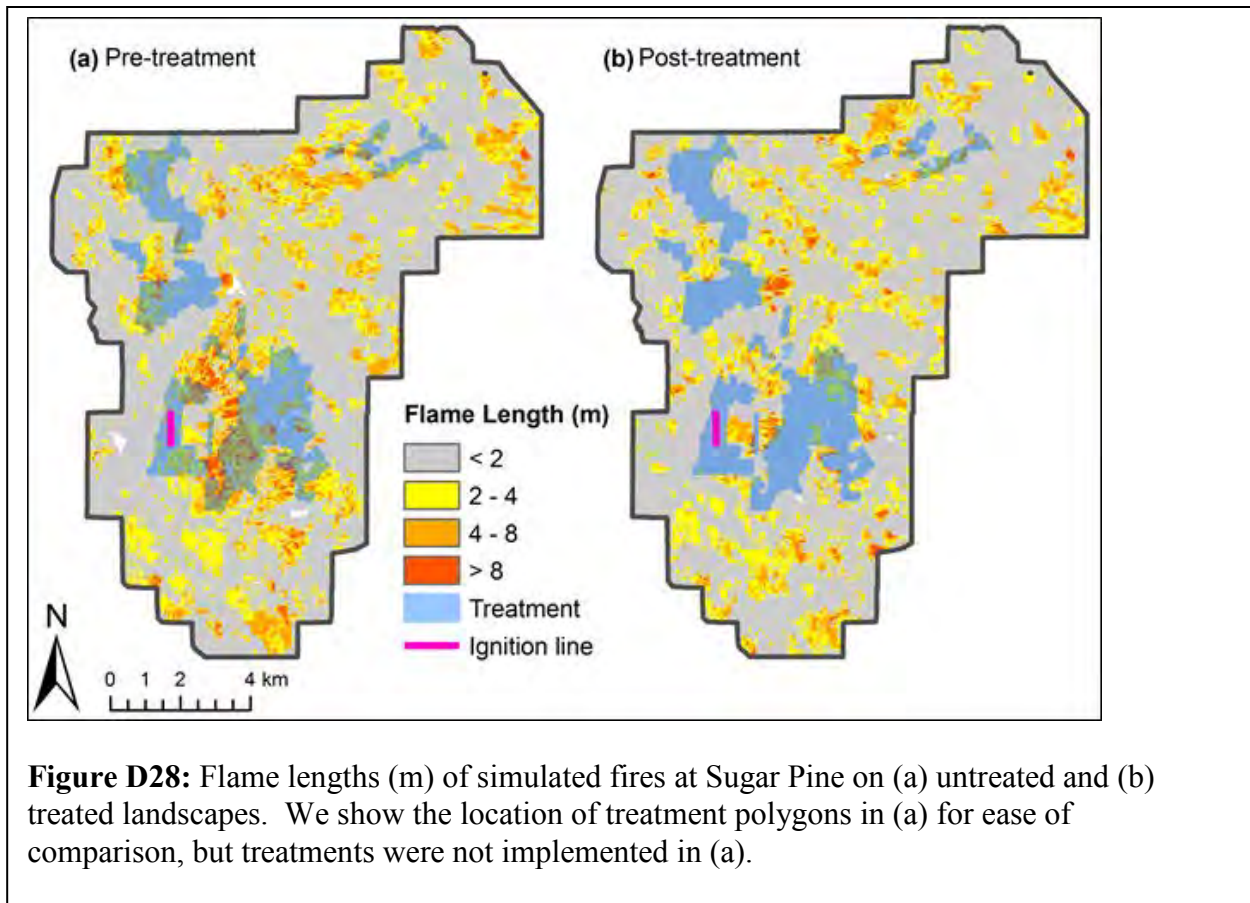 (a) Pre-treatment
(b) Post-treatment
Flame Length (m)
< 2
2 - 4
4 - 8
> 8
Treatment
Ignition line
N
0 1 2 4 km
Figure D28: Flame lengths (m) of simulated fires at Sugar Pine on (a) untreated and (b)
treated landscapes. We show the location of treatment polygons in (a) for ease of
comparison, but treatments were not implemented in (a).